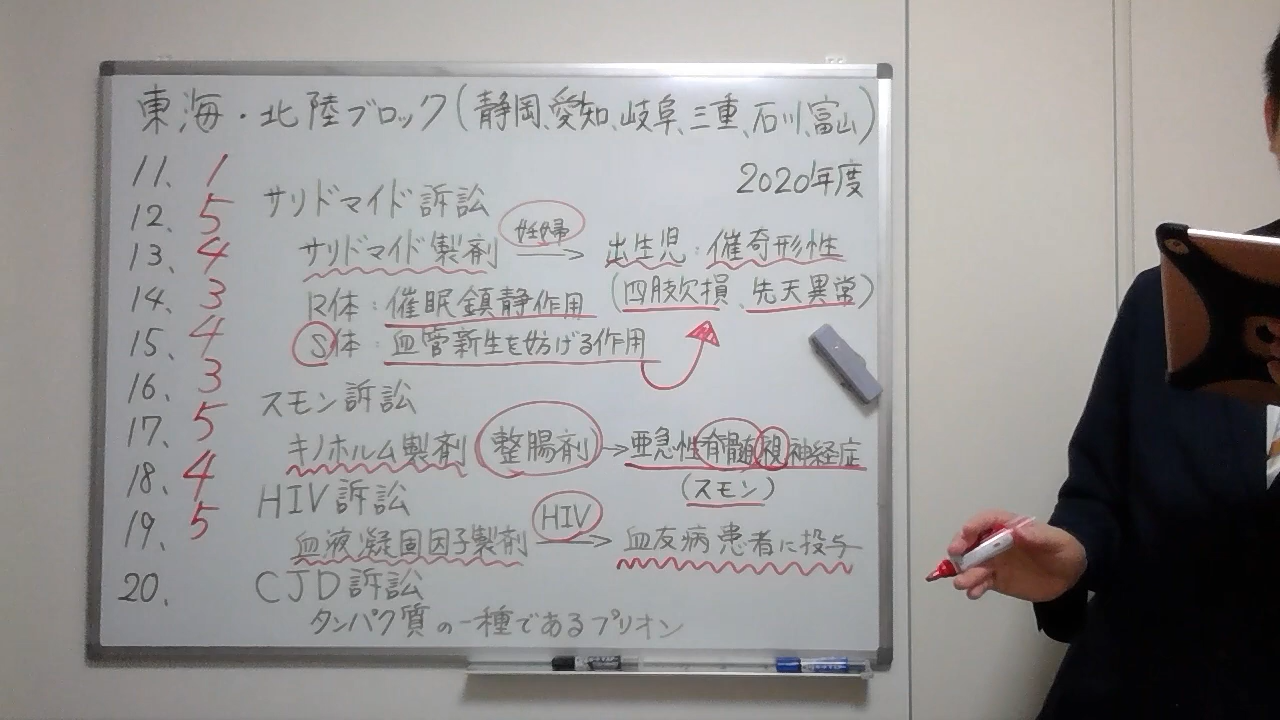 東海・北陸ブロック(静岡、愛知、岐阜、三重、石川、富山)
2020年度
11、 1
12、 5
13、 4
14、 3
15、 4
16、 3
17、 5
18、 4
19、 5
20、
サリドマイド訴訟
サリドマイド製剤 妊婦→ 出生児:催奇形性
(四肢欠損、先天異常)
R体:催眠鎮静作用
S体:血管新生を妨げる作用
スモン訴訟
キノホルム製剤(整腸剤)→亜急性脊髄視神経症
(スモン)
HIV訴訟
血液凝固因子製剤 HIV→ 血友病患者に投与
CJD訴訟
タンパク質の一種であるプリオン